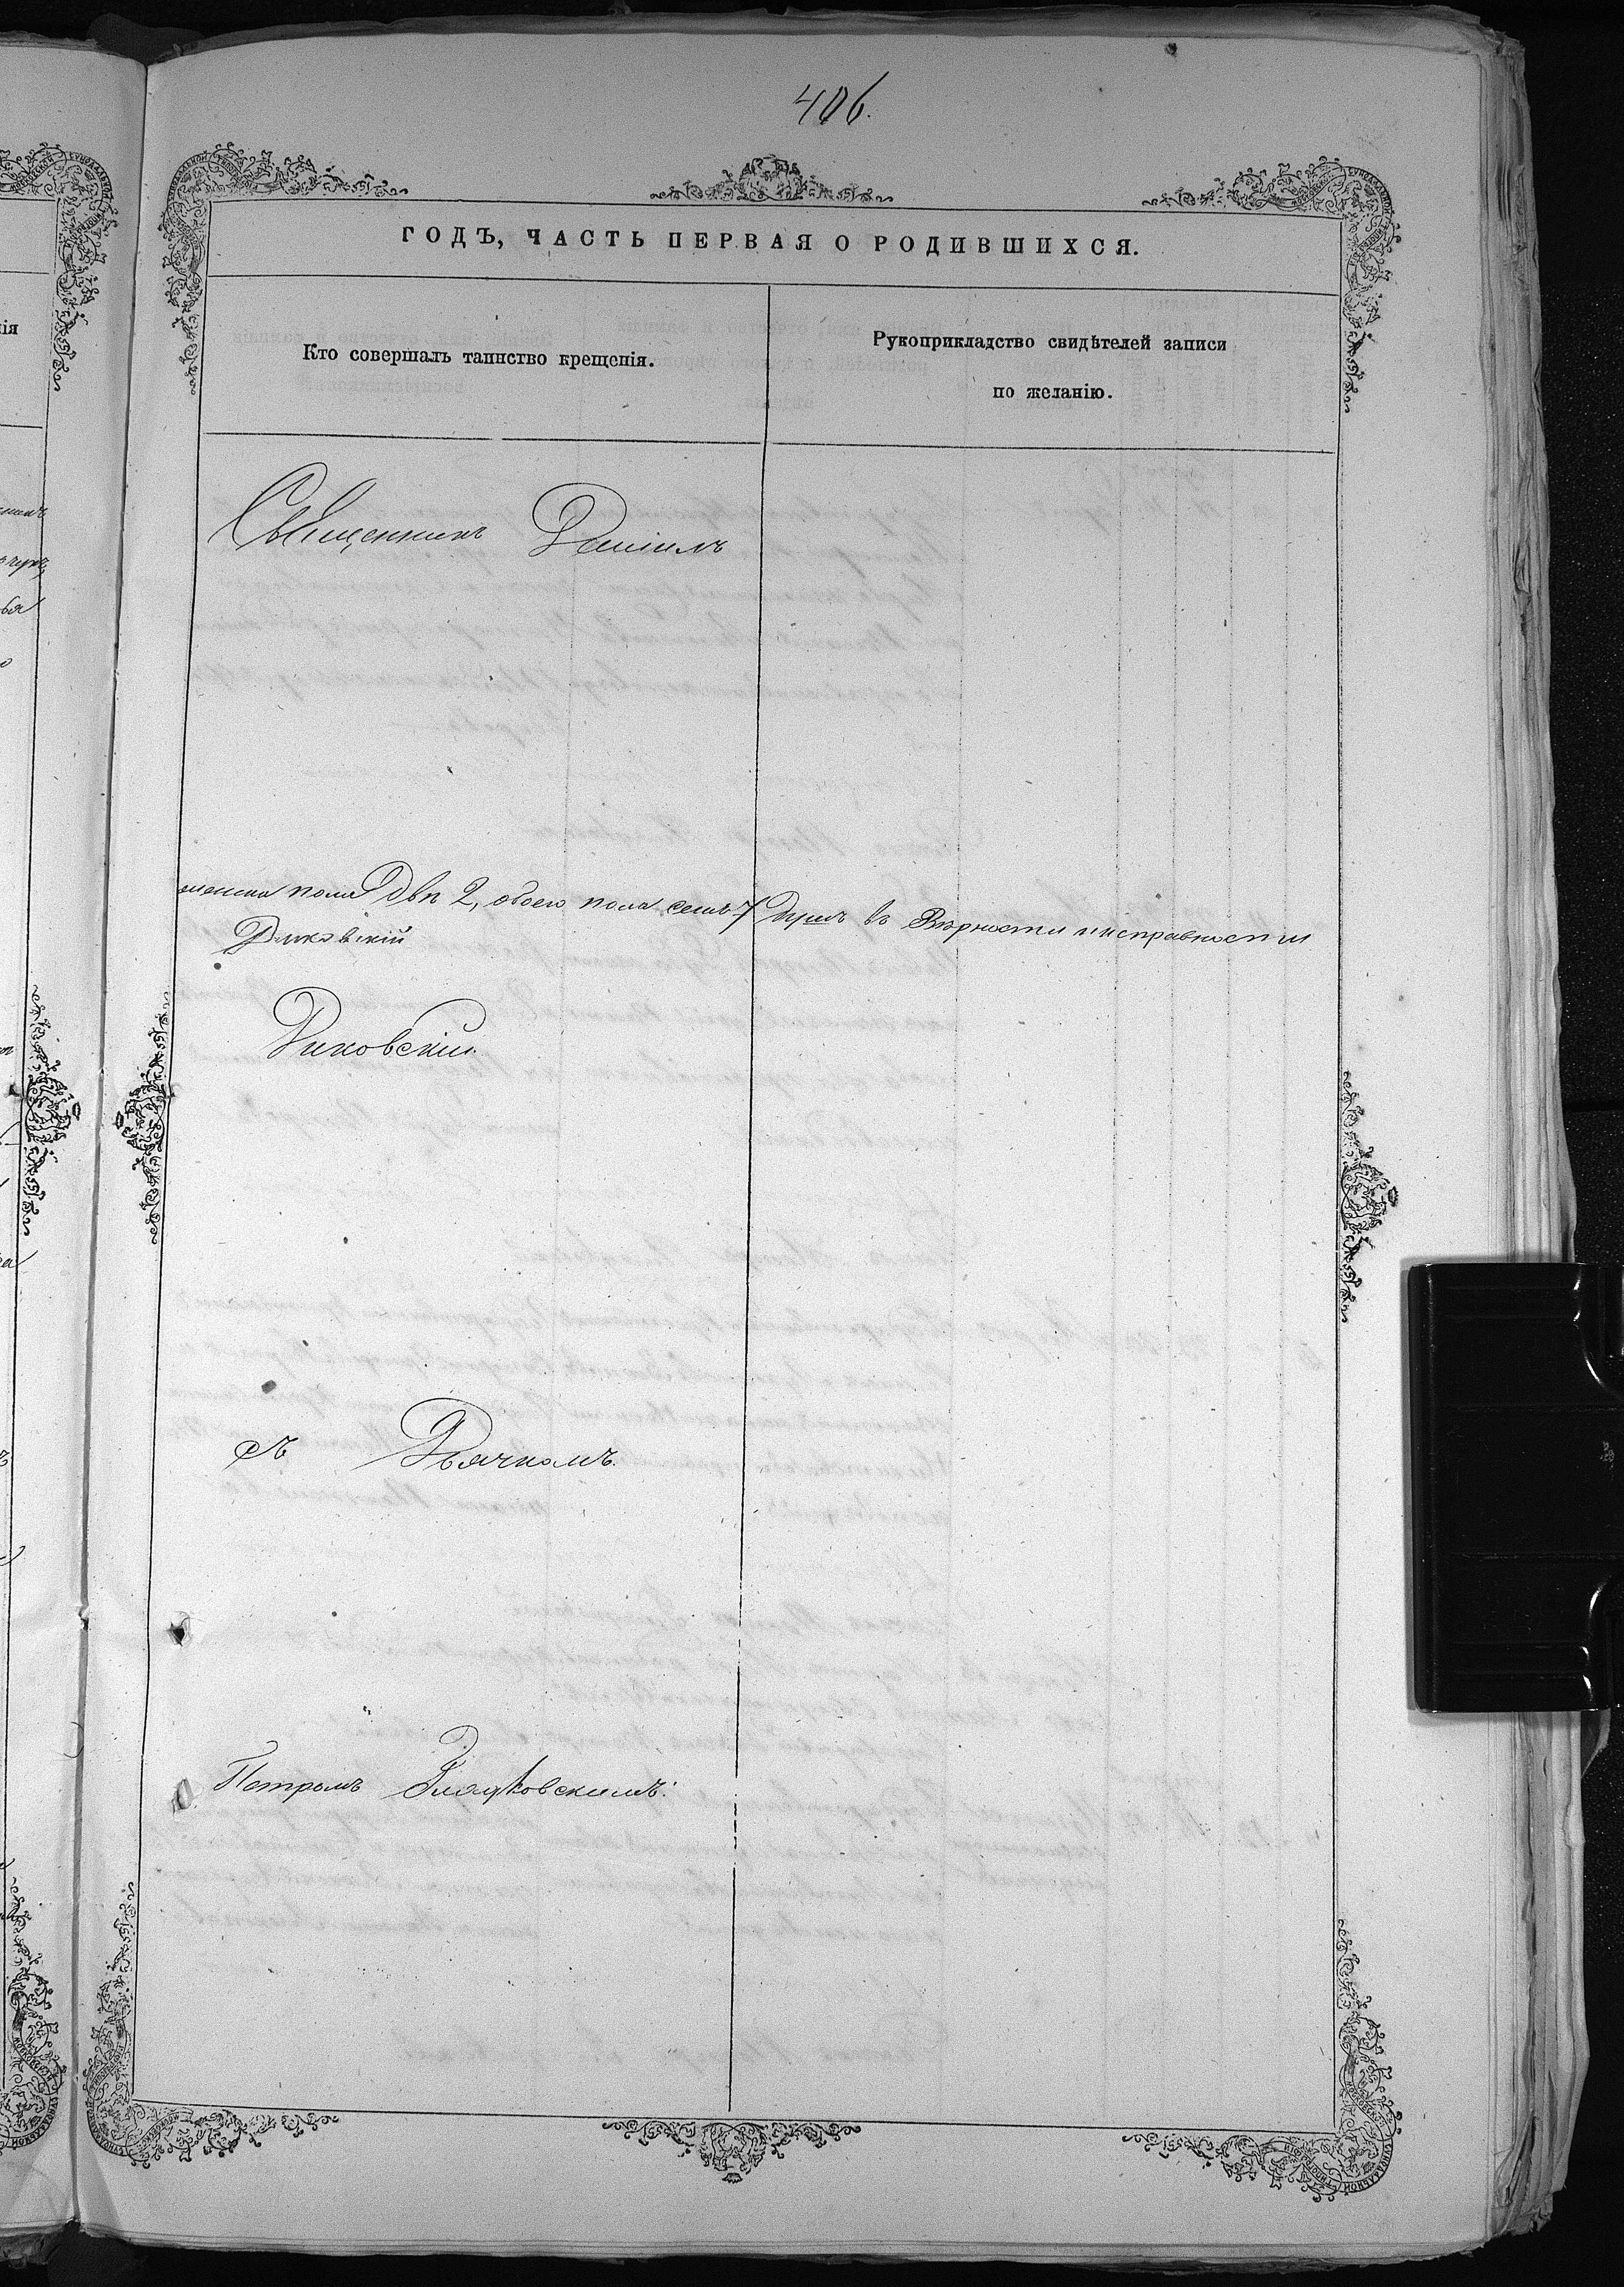 406.
ГОДЪ, ЧАСТЬ ПЕРВАЯ О РОДИВШИХСЯ.
Кто совершалъ таинство крещенія.
Рукоприкладство свидѣтелей записи
по желанію.
Священникъ Даніилъ
женска пола Двѣ 2, обоего пола семь 7 Душъ въ Вѣрности и исправности
Диковскій
Диковскій
съ Дьячкомъ
Петромъ